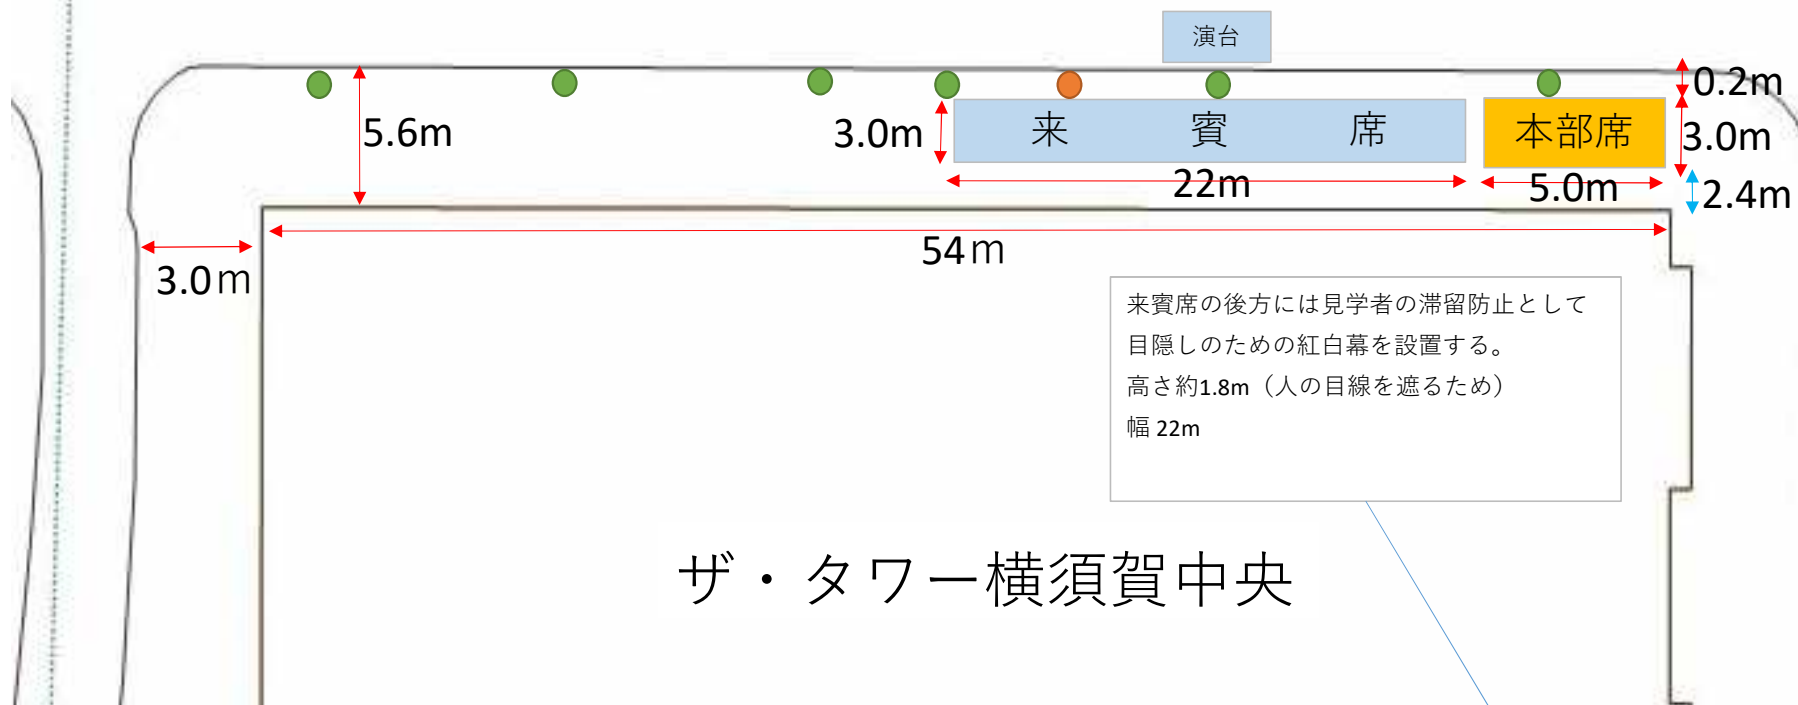 演台
0.2m
5.6m
3.0m
来 賓 席
本部席
3.0m
22m
5.0m
2.4m
54m
3.0m
来賓席の後方には見学者の滞留防止として
目隠しのための紅白幕を設置する。
高さ約1.8m（人の目線を遮るため）
幅 22m
ザ・タワー横須賀中央